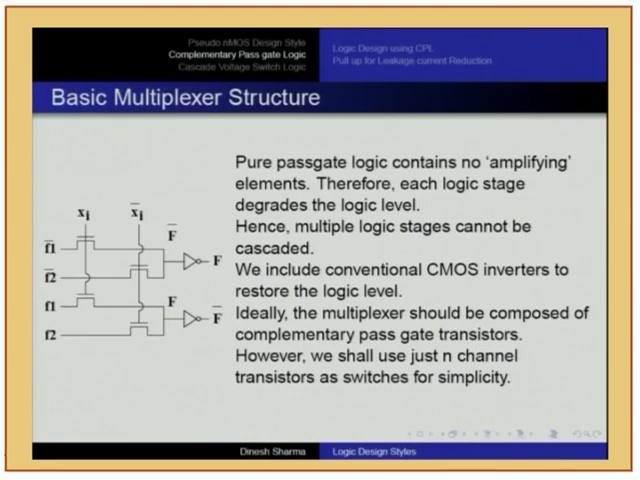 Pseudo nMOS Design Style
Complementary Pass gate Logic
Cascade Voltage Switch Logic
Logic Design using CPL
Pull up for Leakage current Reduction
Basic Multiplexer Structure
Pure passgate logic contains no 'amplifying'
elements. Therefore, each logic stage
degrades the logic level.
Hence, multiple logic stages cannot be
cascaded.
We include conventional CMOS inverters to
restore the logic level.
Ideally, the multiplexer should be composed of
complementary pass gate transistors.
However, we shall use just n channel
transistors as switches for simplicity.
xi x̄i
f̄1
F̄
F
f̄2
f1
F
F̄
f2
Dinesh Sharma
Logic Design Styles